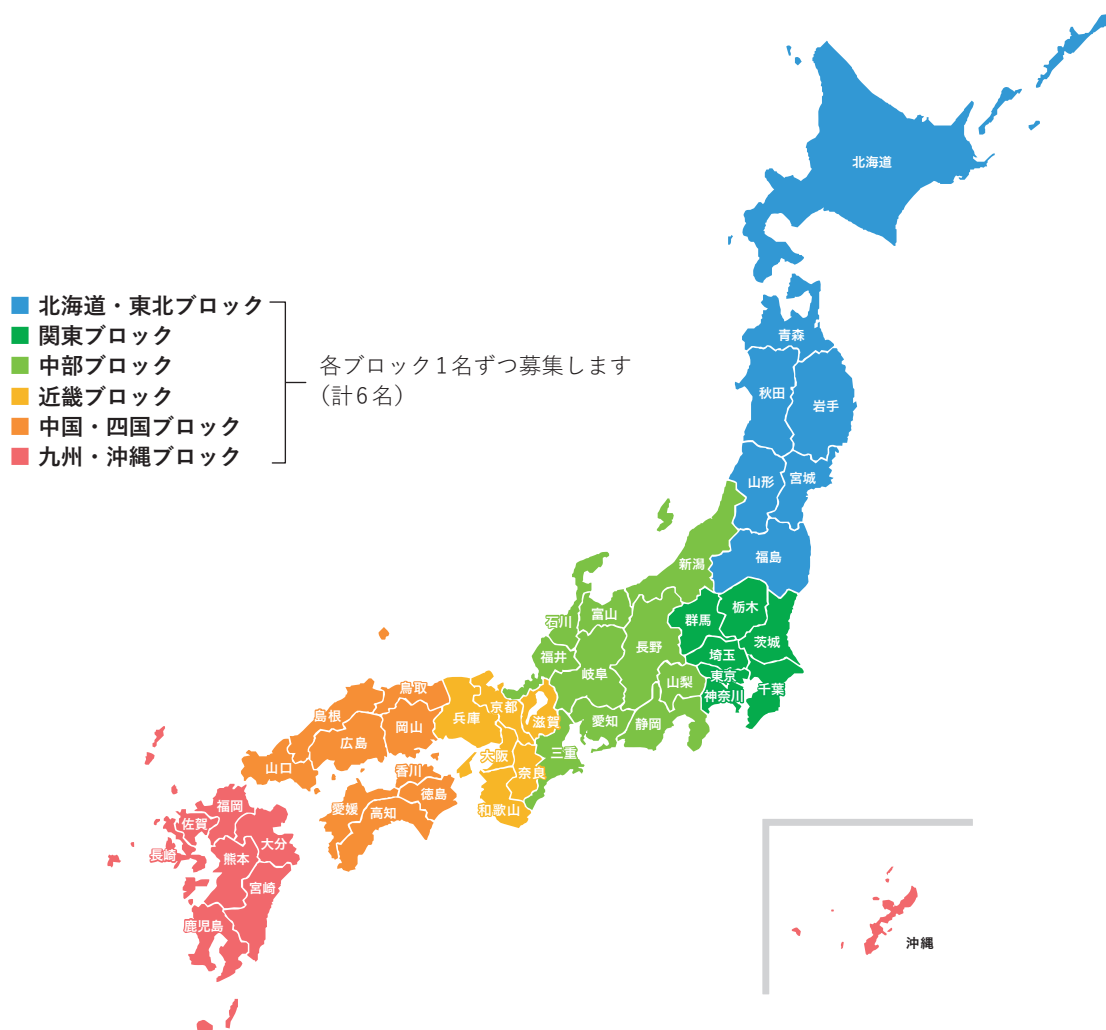 北海道・東北ブロック
関東ブロック
中部ブロック
近畿ブロック
中国・四国ブロック
九州・沖縄ブロック
各ブロック1名ずつ募集します
(計6名)
北海道
青森
秋田
岩手
山形
宮城
福島
新潟
栃木
群馬
茨城
石川
富山
埼玉
長野
福井
岐阜
東京
山梨
千葉
神奈川
鳥取
京都
滋賀
愛知
静岡
島根
兵庫
岡山
広島
三重
大阪
奈良
山口
香川
徳島
愛媛
高知
和歌山
福岡
佐賀
大分
長崎
熊本
宮崎
鹿児島
沖縄